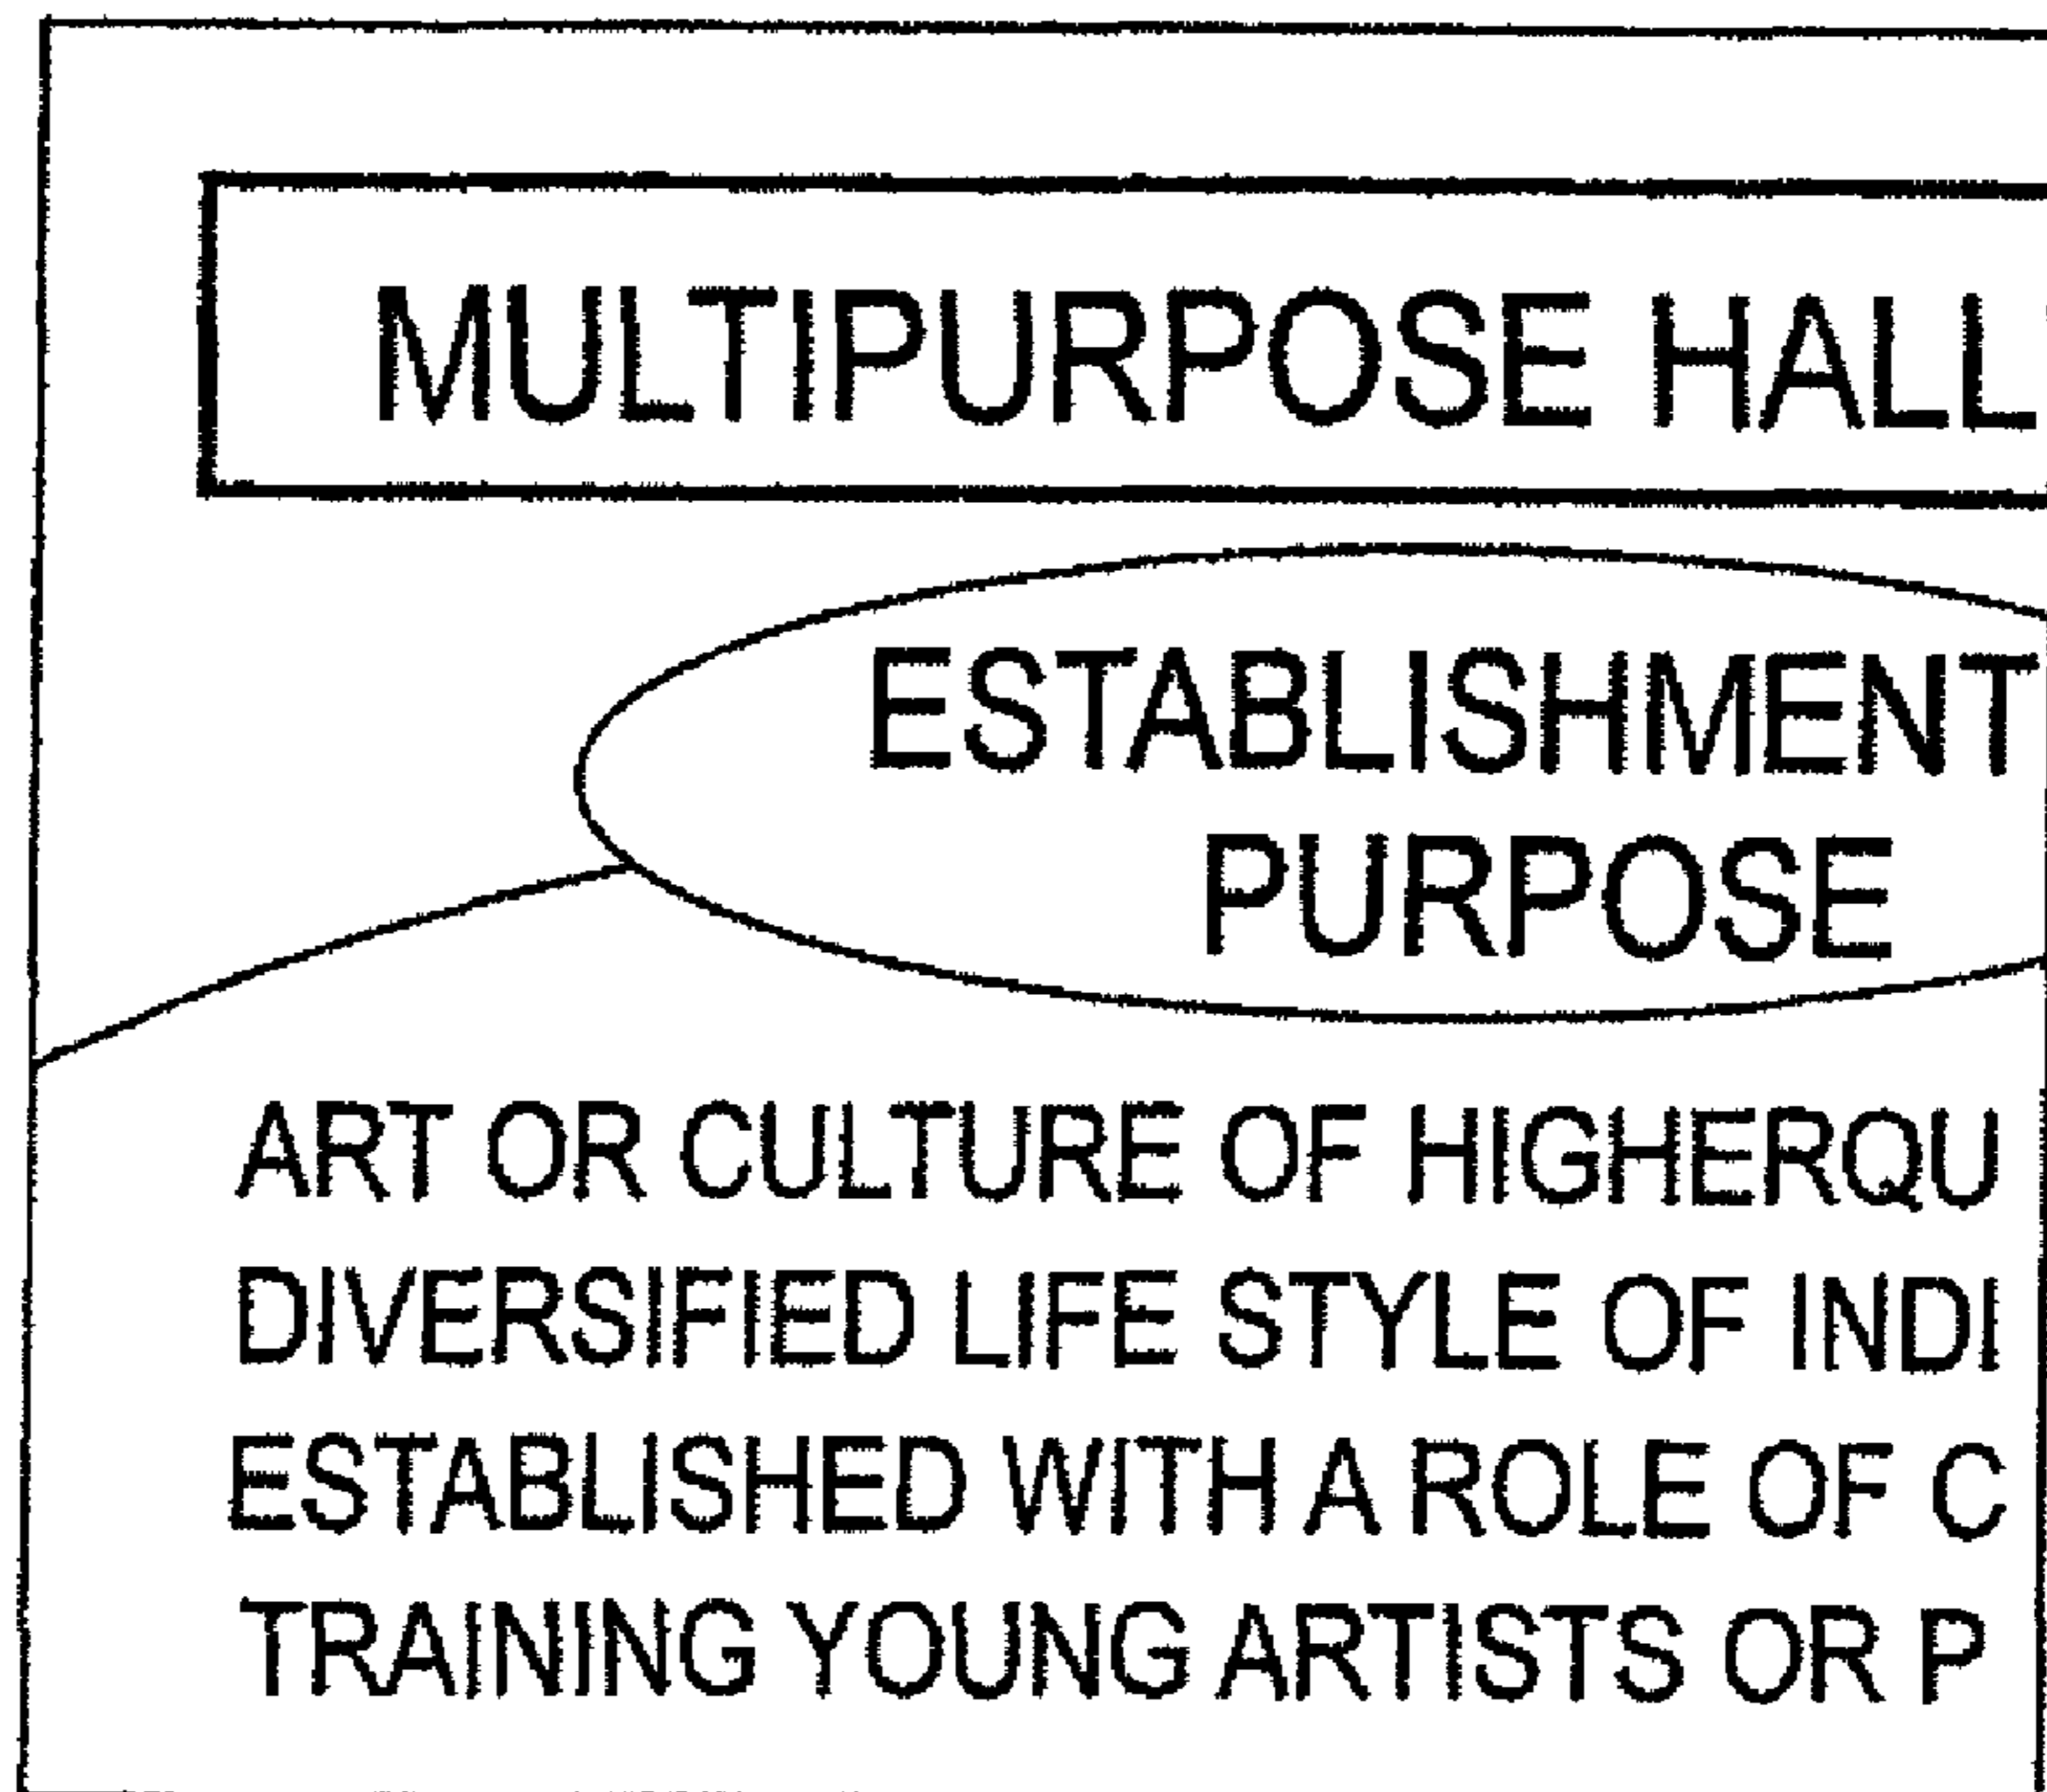 MULTIPURPOSE HALL
ESTABLISHMENT
PURPOSE
ART OR CULTURE OF HIGHERQU
DIVERSIFIED LIFE STYLE OF INDI
ESTABLISHED WITH A ROLE OF C
TRAINING YOUNG ARTISTS OR P